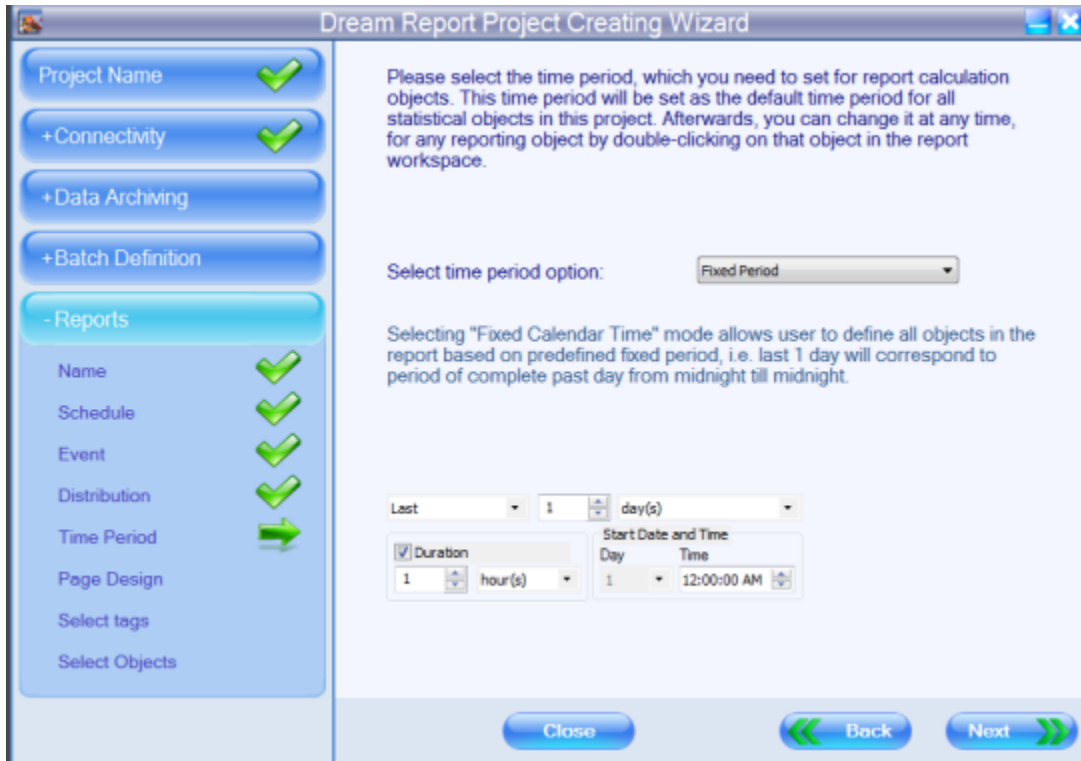 Dream Report Project Creating Wizard
Project Name
+Connectivity
+Data Archiving
+Batch Definition
- Reports
Name
Schedule
Event
Distribution
Time Period
Page Design
Select tags
Select Objects
Please select the time period, which you need to set for report calculation
objects. This time period will be set as the default time period for all
statistical objects in this project. Afterwards, you can change it at any time,
for any reporting object by double-clicking on that object in the report
workspace.
Select time period option: Fixed Period
Selecting "Fixed Calendar Time" mode allows user to define all objects in the
report based on predefined fixed period, i.e. last 1 day will correspond to
period of complete past day from midnight till midnight.
Last 1 day(s)
Duration
1 hour(s)
Start Date and Time
Day Time
1 12:00:00 AM
Close Back Next